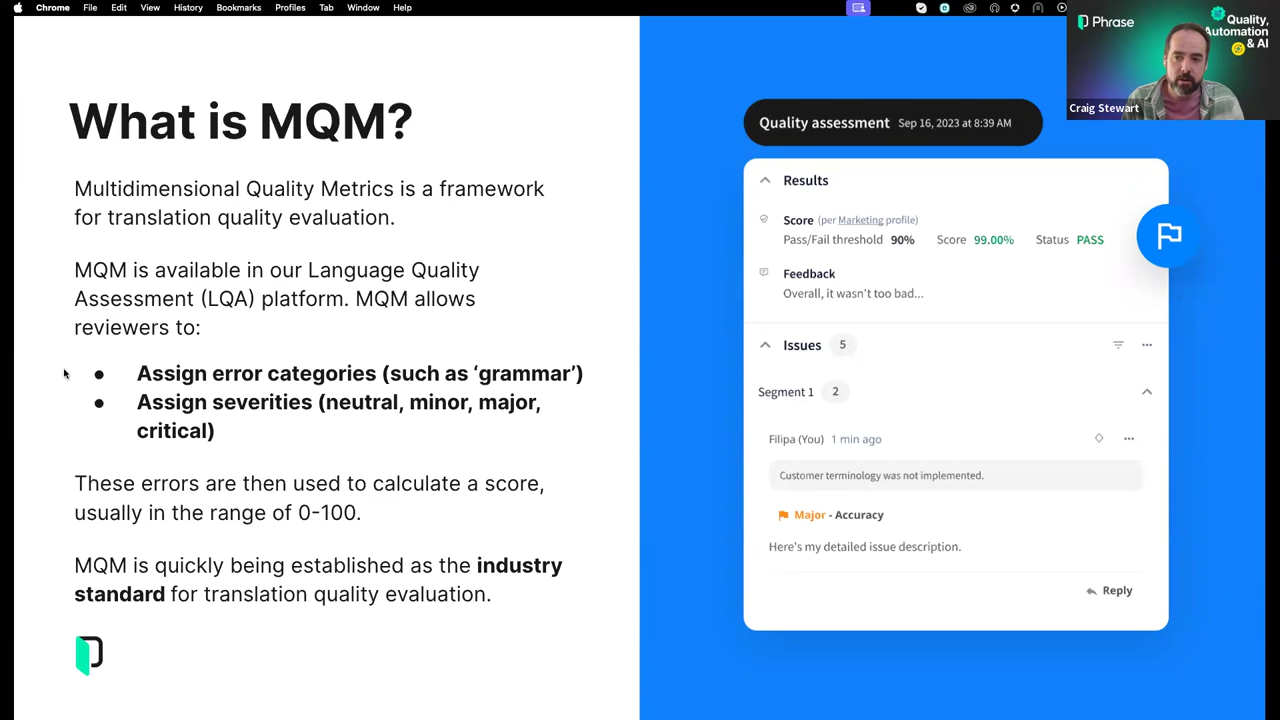 Chrome File Edit View History Bookmarks Profiles Tab Window Help
Phrase
Quality,
Automation
& AI
Craig Stewart
What is MQM?
Multidimensional Quality Metrics is a framework
for translation quality evaluation.
MQM is available in our Language Quality
Assessment (LQA) platform. MQM allows
reviewers to:
● Assign error categories (such as ‘grammar’)
● Assign severities (neutral, minor, major,
critical)
These errors are then used to calculate a score,
usually in the range of 0-100.
MQM is quickly being established as the industry
standard for translation quality evaluation.
Quality assessment Sep 16, 2023 at 8:39 AM
Results
Score (per Marketing profile)
Pass/Fail threshold 90% Score 99.00% Status PASS
Feedback
Overall, it wasn't too bad...
Issues 5
Segment 1 2
Filipa (You) 1 min ago
Customer terminology was not implemented.
Major - Accuracy
Here's my detailed issue description.
Reply